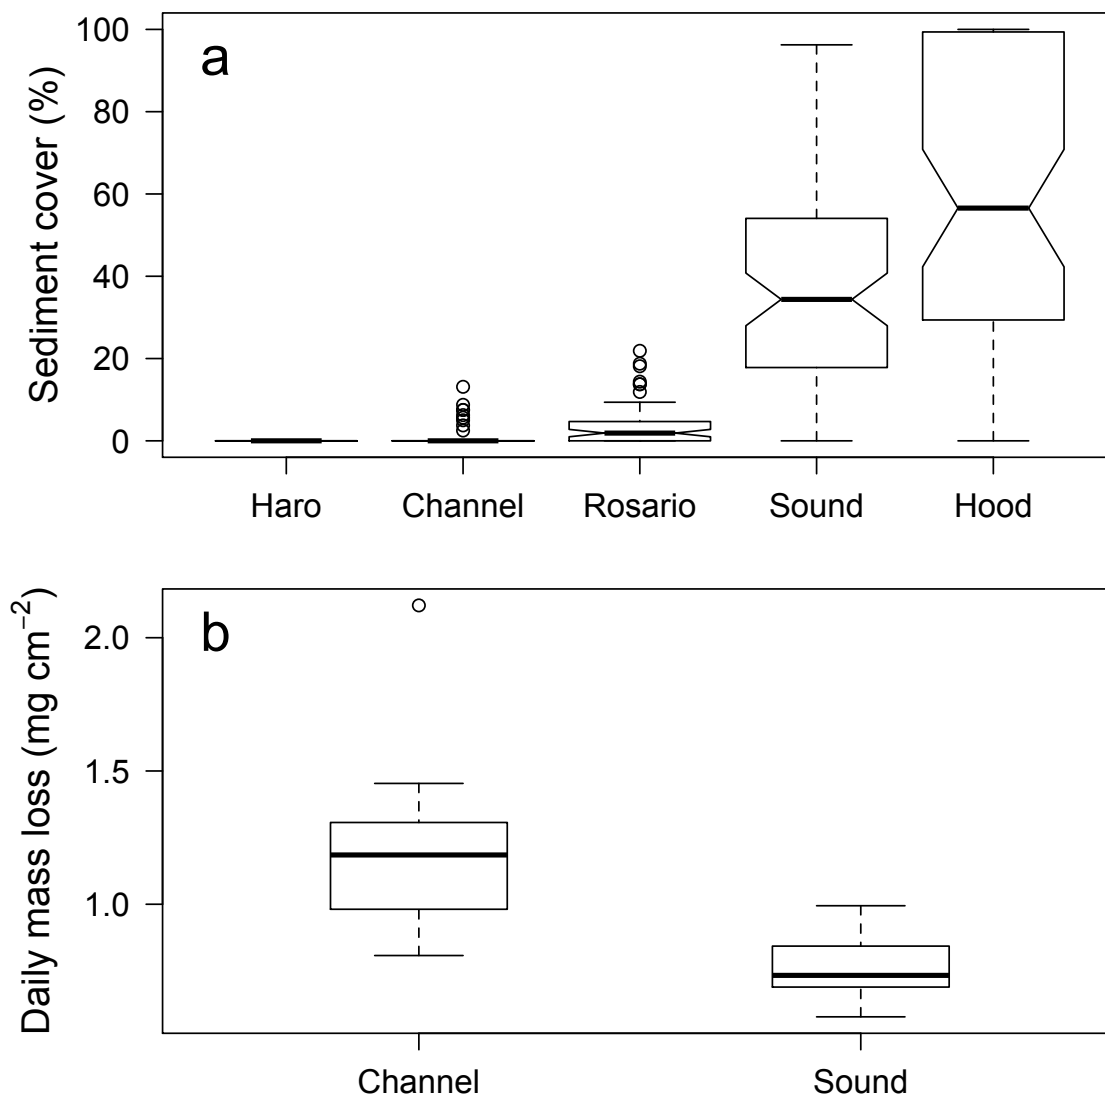 a
Sediment cover (%)
100
80
60
40
20
0
Haro Channel Rosario Sound Hood
b
Daily mass loss (mg cm⁻²)
2.0
1.5
1.0
Channel Sound